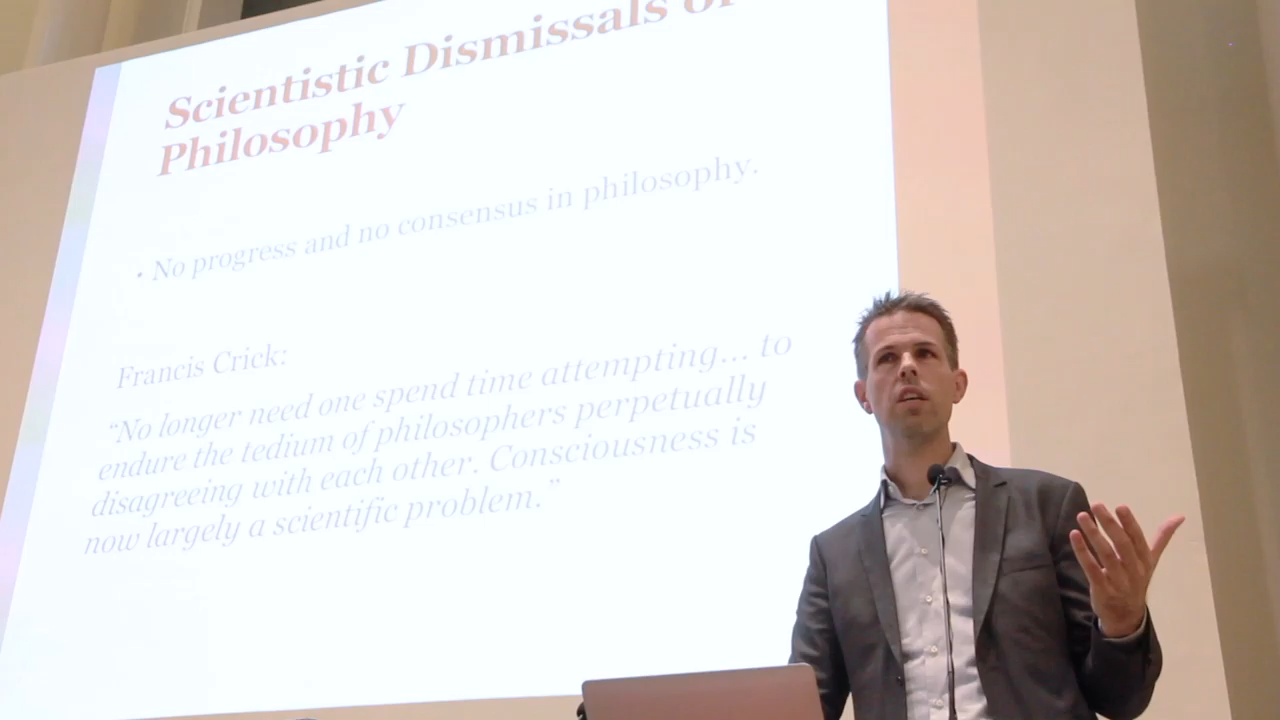 Scientistic Dismissals of
Philosophy
• No progress and no consensus in philosophy.
Francis Crick:
“No longer need one spend time attempting... to
endure the tedium of philosophers perpetually
disagreeing with each other. Consciousness is
now largely a scientific problem.”